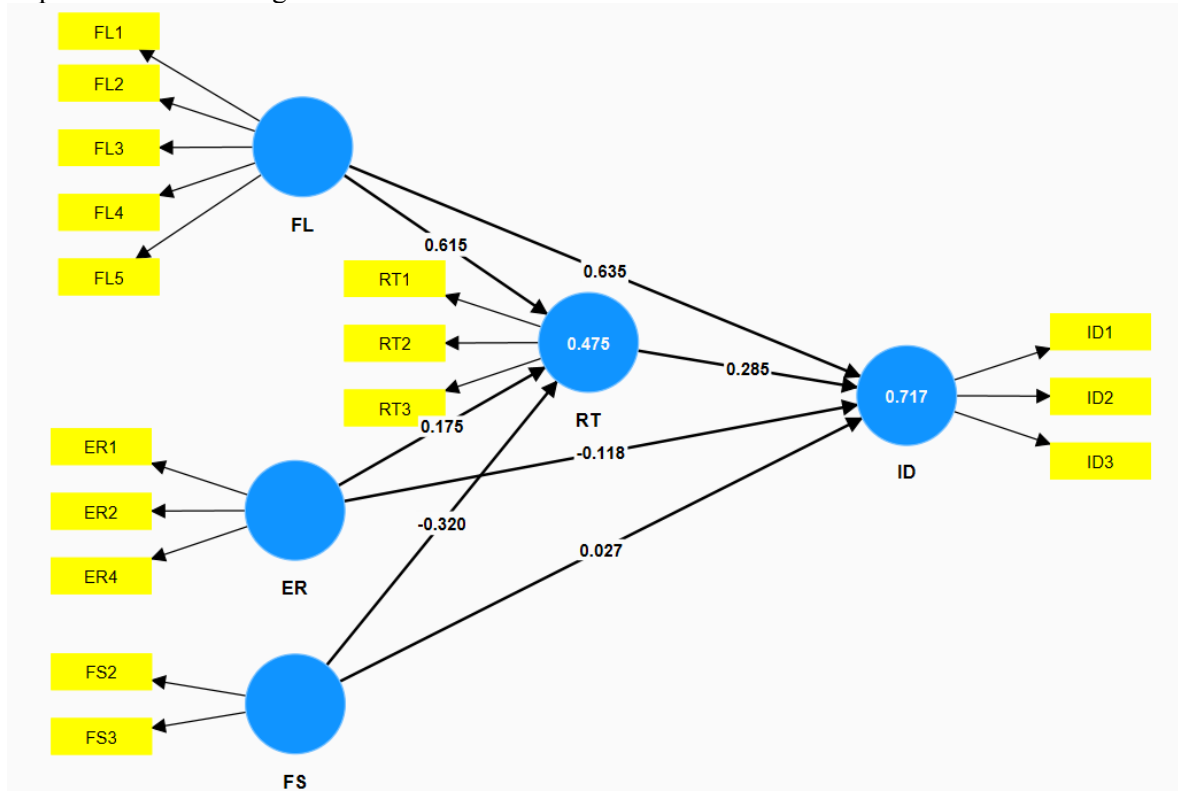 FL1
FL2
FL3
FL4
FL5
FL
0.615
0.635
RT1
RT2
RT3
0.475
RT
0.285
0.175
-0.118
0.717
ID
ID1
ID2
ID3
ER1
ER2
ER4
ER
-0.320
0.027
FS2
FS3
FS